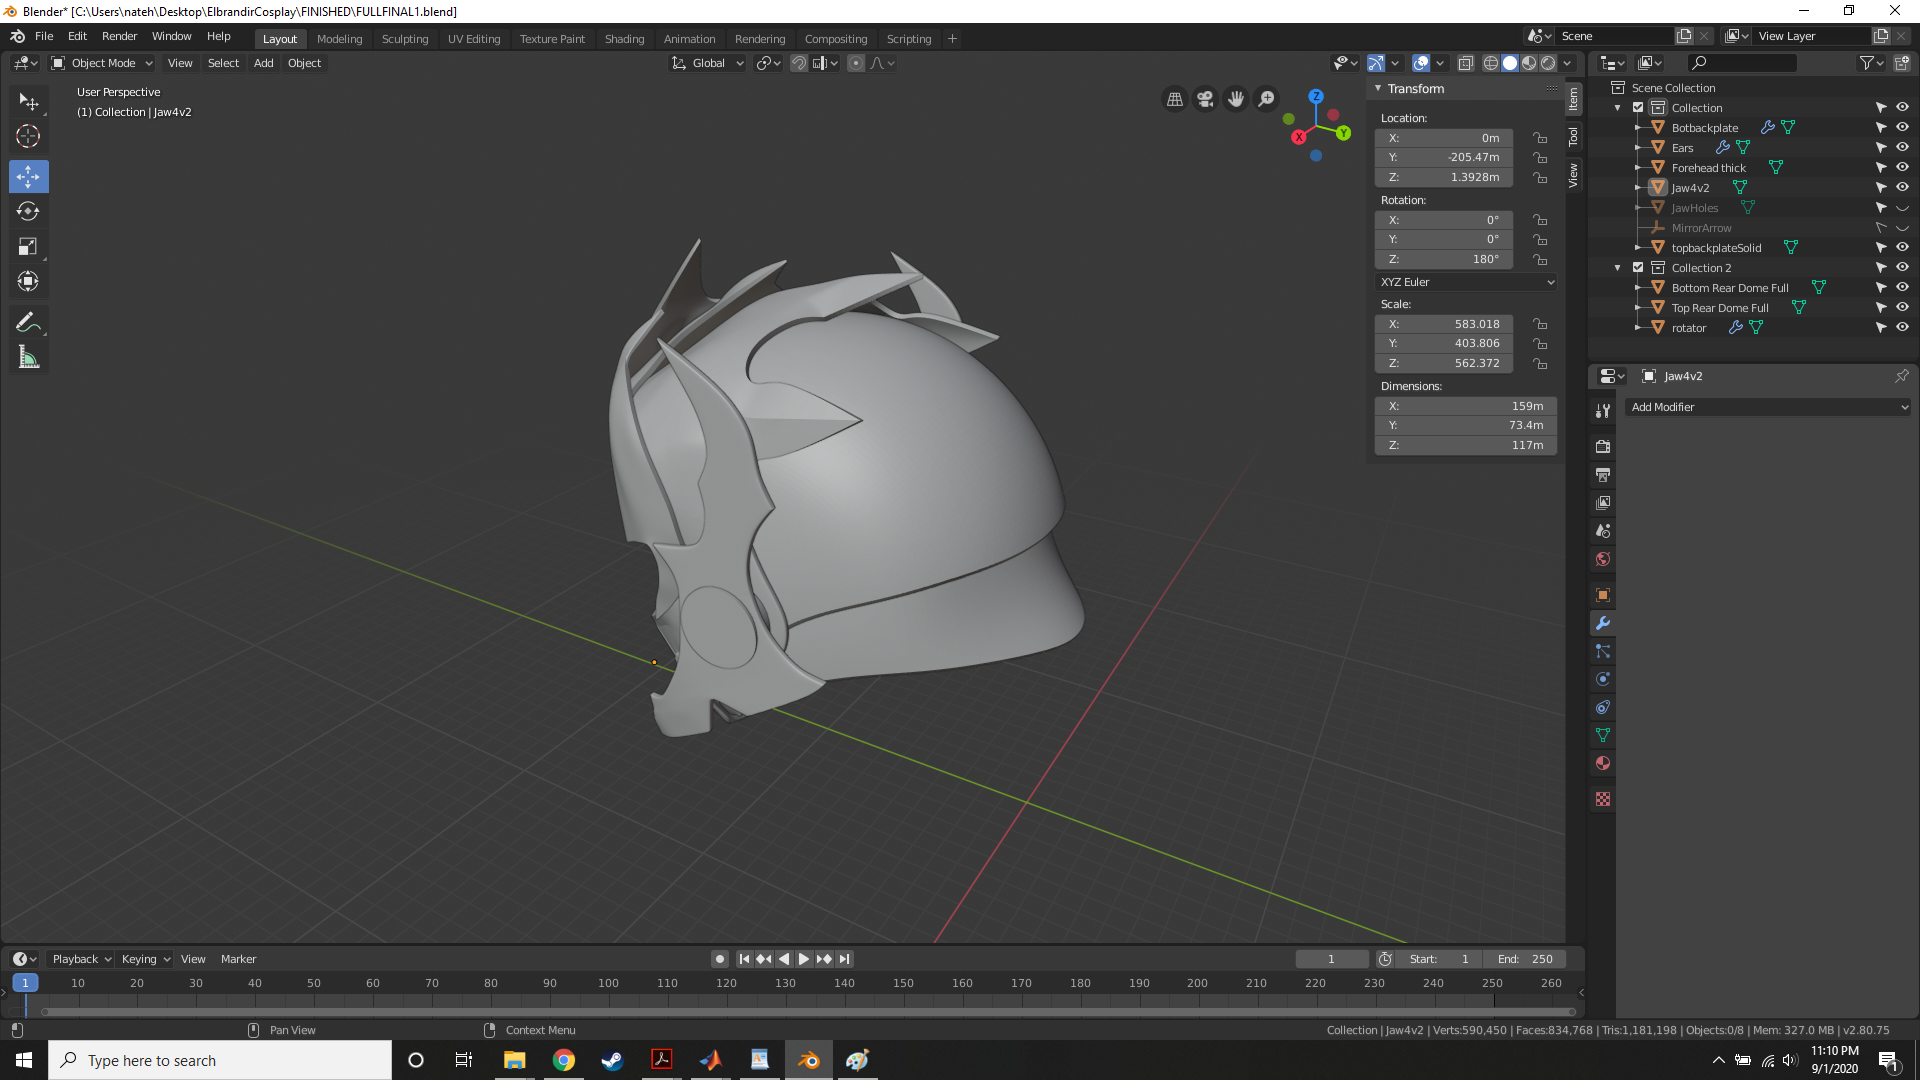 Blender* [C:\Users\nateh\Desktop\ElbrandirCosplay\FINISHED\FULLFINAL1.blend]
File Edit Render Window Help Layout Modeling Sculpting UV Editing Texture Paint Shading Animation Rendering Compositing Scripting + Scene View Layer
Object Mode View Select Add Object Global
User Perspective
(1) Collection | Jaw4v2
Z
X
Y
Transform
Location:
X: 0m
Y: -205.47m
Z: 1.3928m
Rotation:
X: 0°
Y: 0°
Z: 180°
XYZ Euler
Scale:
X: 583.018
Y: 403.806
Z: 562.372
Dimensions:
X: 159m
Y: 73.4m
Z: 117m
Item
Tool
View
Scene Collection
Collection
Botbackplate
Ears
Forehead thick
Jaw4v2
JawHoles
MirrorArrow
topbackplateSolid
Collection 2
Bottom Rear Dome Full
Top Rear Dome Full
rotator
Jaw4v2
Add Modifier
Playback Keying View Marker 1 Start: 1 End: 250
1 10 20 30 40 50 60 70 80 90 100 110 120 130 140 150 160 170 180 190 200 210 220 230 240 250 260
Pan View Context Menu Collection | Jaw4v2 | Verts:590,450 | Faces:834,768 | Tris:1,181,198 | Objects:0/8 | Mem: 327.0 MB | v2.80.75
Type here to search
11:10 PM
9/1/2020
1